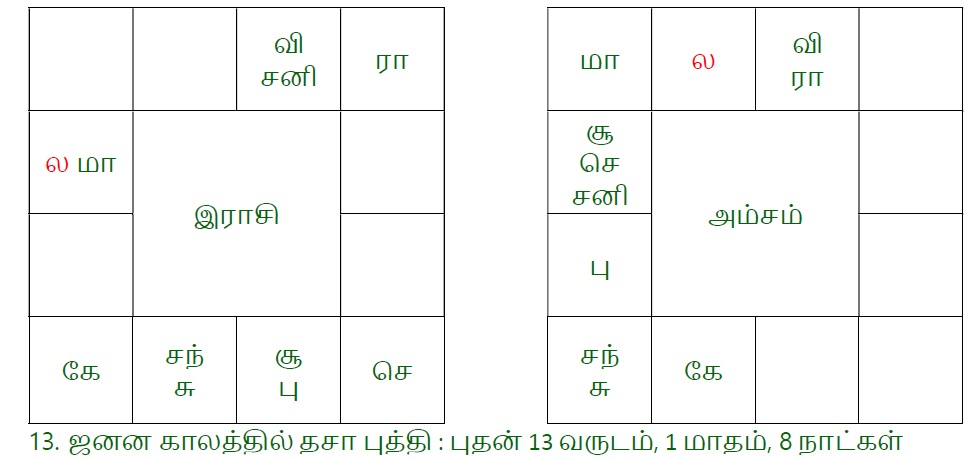 வி
சனி
ரா
ல மா
இராசி
கே
சந்
சு
சூ
பு
செ
மா
ல
வி
ரா
சூ
செ
சனி
அம்சம்
பு
சந்
சு
கே
13. ஜனன காலத்தில் தசா புத்தி : புதன் 13 வருடம், 1 மாதம், 8 நாட்கள்